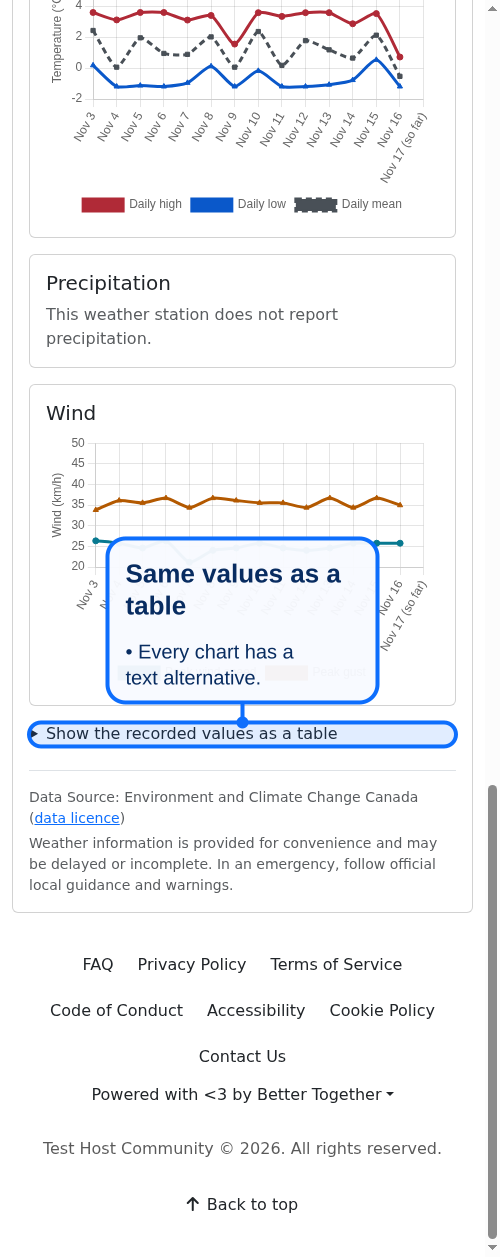 4
2
0
-2
Temperature (°C
Nov 3
Nov 4
Nov 5
Nov 6
Nov 7
Nov 8
Nov 9
Nov 10
Nov 11
Nov 12
Nov 13
Nov 14
Nov 15
Nov 16
Nov 17 (so far)
Daily high
Daily low
Daily mean
Precipitation
This weather station does not report
precipitation.
Wind
Wind (km/h)
50
45
40
35
30
25
20
Nov 3
Nov 16
Nov 17 (so far)
Same values as a
table
• Every chart has a
text alternative.
Show the recorded values as a table
Data Source: Environment and Climate Change Canada
(data licence)
Weather information is provided for convenience and may
be delayed or incomplete. In an emergency, follow official
local guidance and warnings.
FAQ Privacy Policy Terms of Service
Code of Conduct Accessibility Cookie Policy
Contact Us
Powered with <3 by Better Together
Test Host Community © 2026. All rights reserved.
Back to top